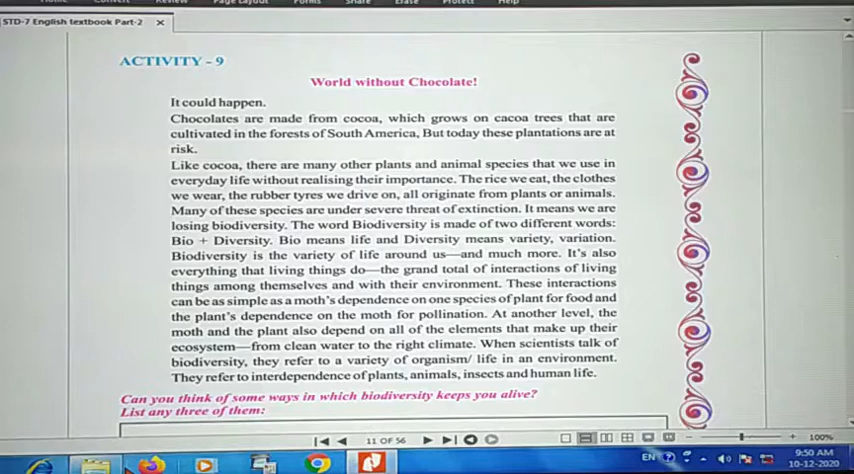 Review
Page Layout
Forms
Share
Erase
Protect
Help
STD-7 English textbook Part-2
ACTIVITY - 9
World without Chocolate!
It could happen.
Chocolates are made from cocoa, which grows on cacao trees that are
cultivated in the forests of South America, But today these plantations are at
risk.
Like cocoa, there are many other plants and animal species that we use in
everyday life without realising their importance. The rice we eat, the clothes
we wear, the rubber tyres we drive on, all originate from plants or animals.
Many of these species are under severe threat of extinction. It means we are
losing biodiversity. The word Biodiversity is made of two different words:
Bio + Diversity. Bio means life and Diversity means variety, variation.
Biodiversity is the variety of life around us—and much more. It's also
everything that living things do—the grand total of interactions of living
things among themselves and with their environment. These interactions
can be as simple as a moth's dependence on one species of plant for food and
the plant's dependence on the moth for pollination. At another level, the
moth and the plant also depend on all of the elements that make up their
ecosystem—from clean water to the right climate. When scientists talk of
biodiversity, they refer to a variety of organism/ life in an environment.
They refer to interdependence of plants, animals, insects and human life.
Can you think of some ways in which biodiversity keeps you alive?
List any three of them:
11 OF 56
100%
EN
9:50 AM
10-12-2020